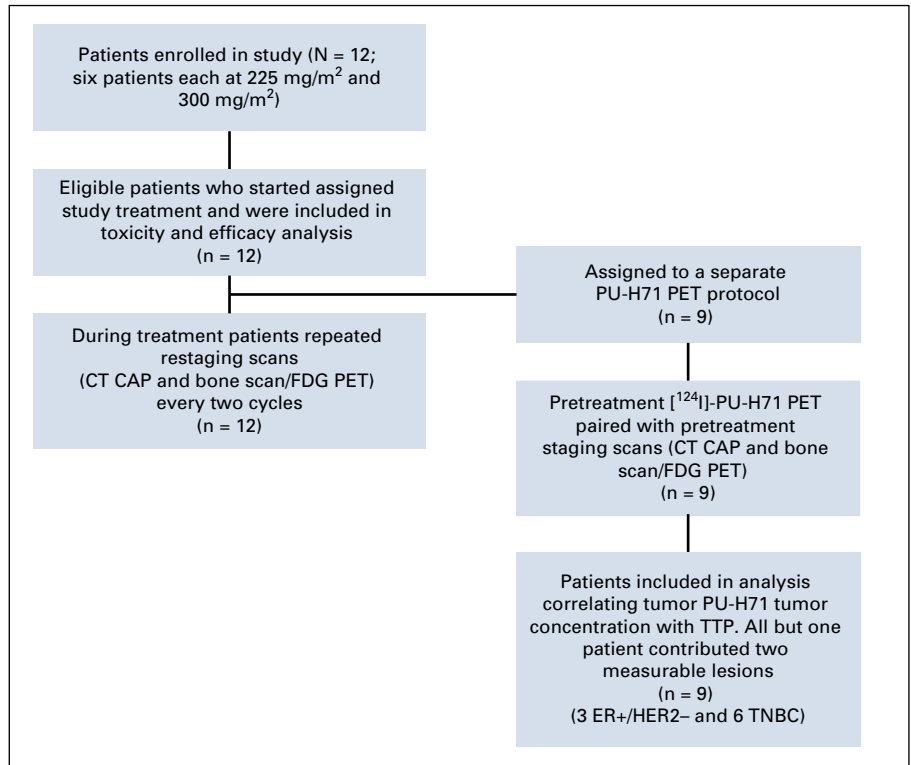 Patients enrolled in study (N = 12;
six patients each at 225 mg/m² and
300 mg/m²)
Eligible patients who started assigned
study treatment and were included in
toxicity and efficacy analysis
(n = 12)
During treatment patients repeated
restaging scans
(CT CAP and bone scan/FDG PET)
every two cycles
(n = 12)
Assigned to a separate
PU-H71 PET protocol
(n = 9)
Pretreatment [¹²⁴I]-PU-H71 PET
paired with pretreatment
staging scans (CT CAP and bone
scan/FDG PET)
(n = 9)
Patients included in analysis
correlating tumor PU-H71 tumor
concentration with TTP. All but one
patient contributed two
measurable lesions
(n = 9)
(3 ER+/HER2– and 6 TNBC)